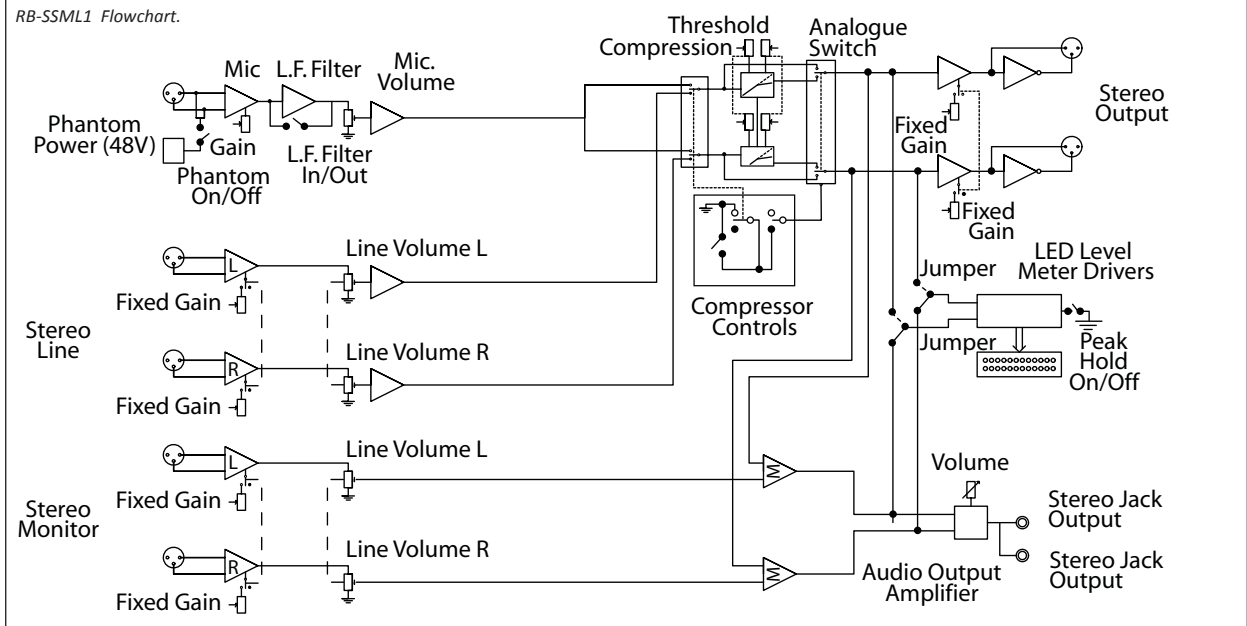 RB-SSML1 Flowchart.
Threshold
Compression
Analogue
Switch
Mic
L.F. Filter
Mic.
Volume
Phantom
Power (48V)
Gain
Phantom
On/Off
L.F. Filter
In/Out
Stereo
Output
Fixed
Gain
Fixed
Gain
Stereo
Line
L
Line Volume L
Fixed Gain
R
Line Volume R
Fixed Gain
Compressor
Controls
Jumper
Jumper
LED Level
Meter Drivers
Peak
Hold
On/Off
Stereo
Monitor
L
Line Volume L
Fixed Gain
R
Line Volume R
Fixed Gain
M
M
Volume
Audio Output
Amplifier
Stereo Jack
Output
Stereo Jack
Output